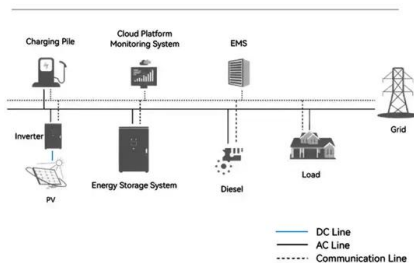 Charging Pile
Cloud Platform
Monitoring System
EMS
Grid
Inverter
PV
Energy Storage System
Diesel
Load
DC Line
AC Line
Communication Line